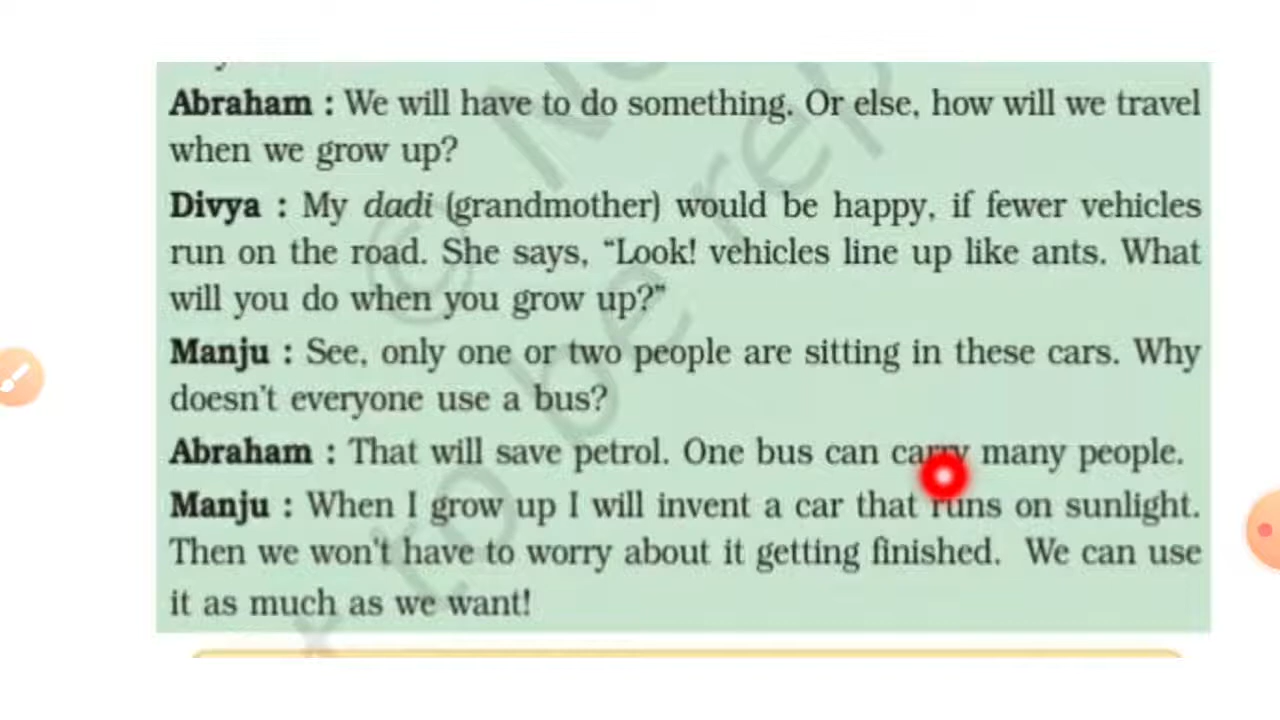 Abraham : We will have to do something. Or else, how will we travel
when we grow up?
Divya : My dadi (grandmother) would be happy, if fewer vehicles
run on the road. She says, “Look! vehicles line up like ants. What
will you do when you grow up?”
Manju : See, only one or two people are sitting in these cars. Why
doesn't everyone use a bus?
Abraham : That will save petrol. One bus can carry many people.
Manju : When I grow up I will invent a car that runs on sunlight.
Then we won't have to worry about it getting finished. We can use
it as much as we want!